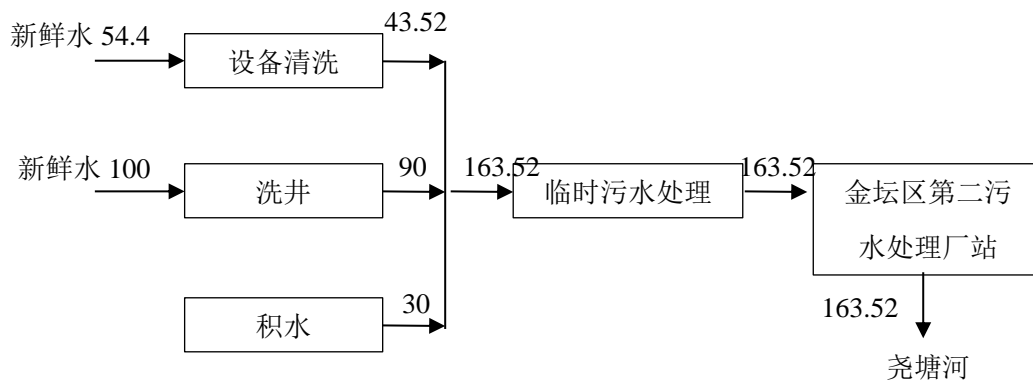 新鲜水 54.4
43.52
设备清洗
新鲜水 100
90
163.52
163.52
洗井
临时污水处理
金坛区第二污
水处理厂站
30
积水
163.52
尧塘河